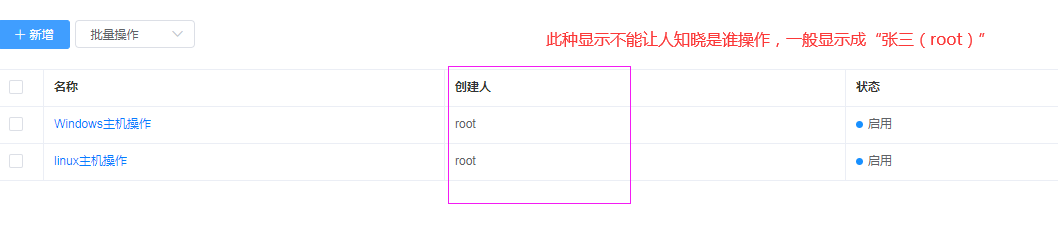 + 新增 批量操作
此种显示不能让人知晓是谁操作，一般显示成“张三（root）”
名称 创建人 状态
Windows主机操作 root 启用
linux主机操作 root 启用